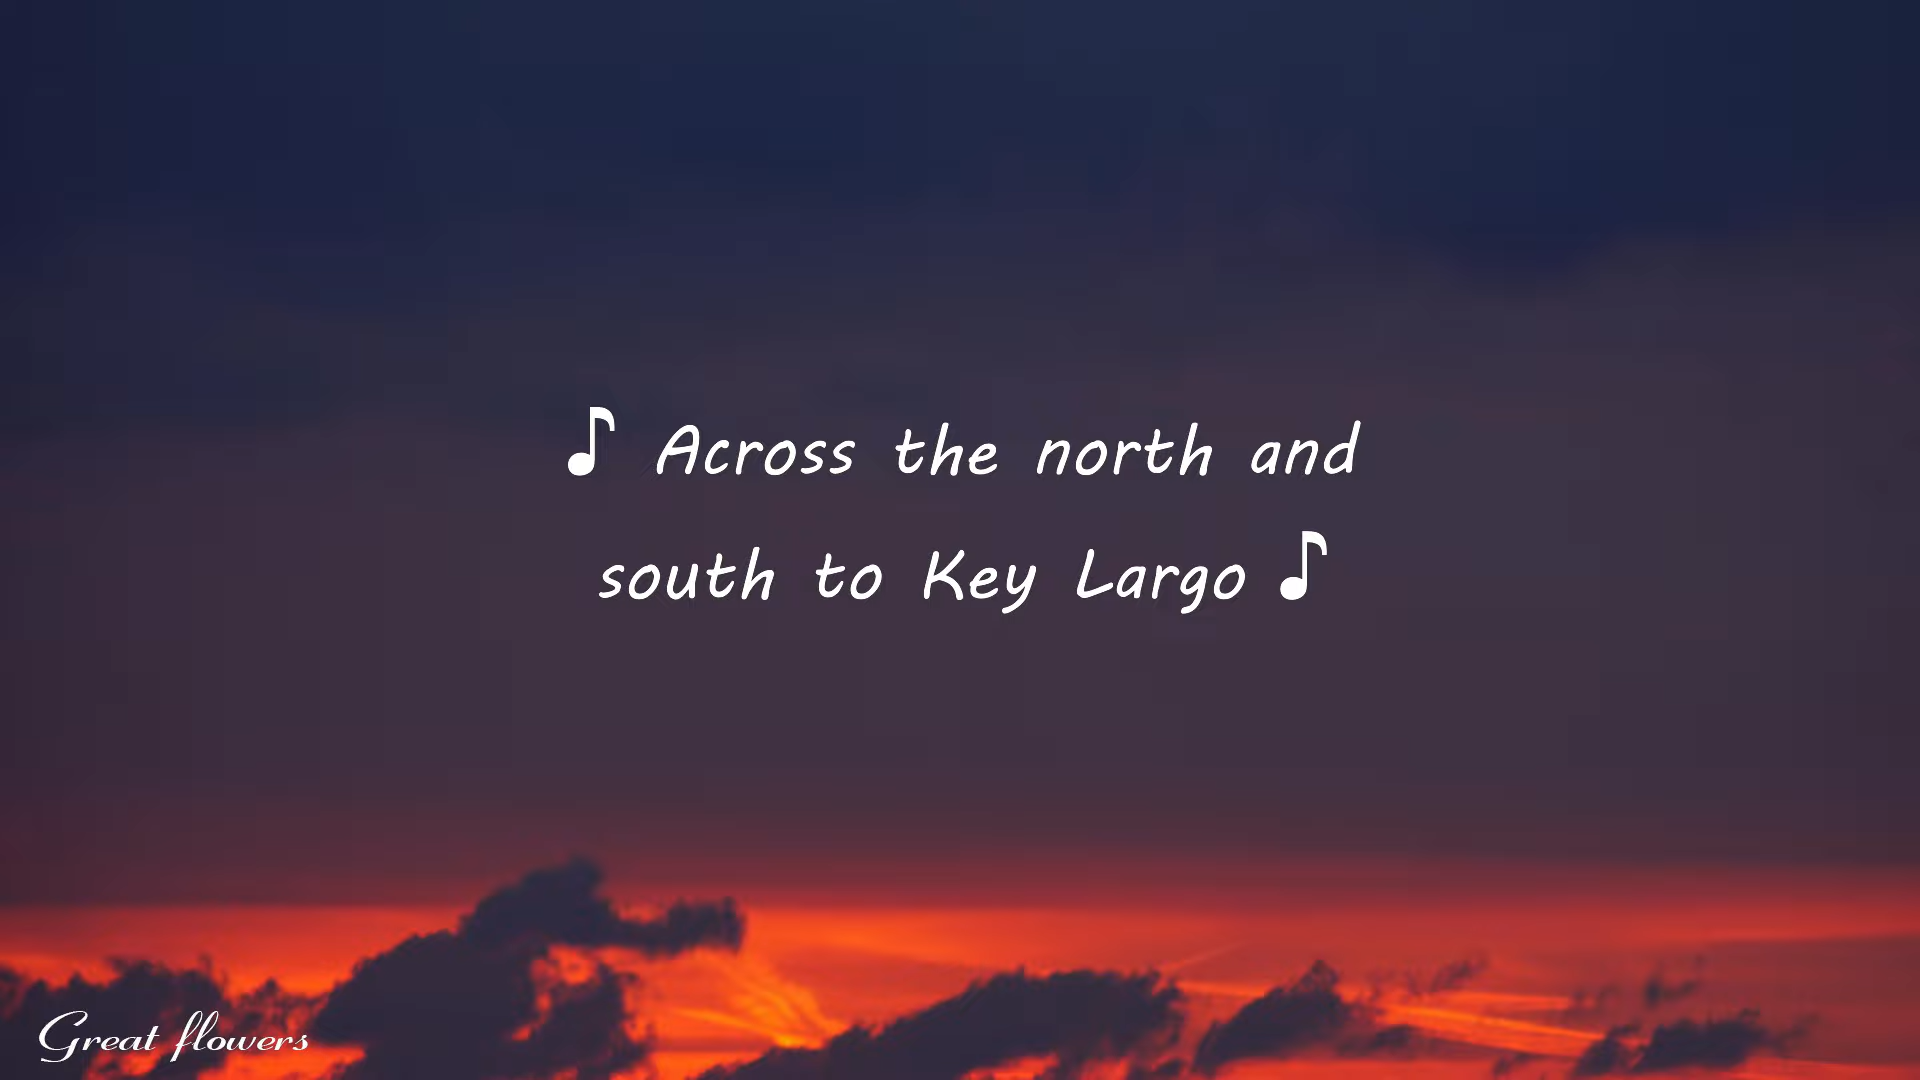 ♪ Across the north and
south to Key Largo ♪
Great flowers